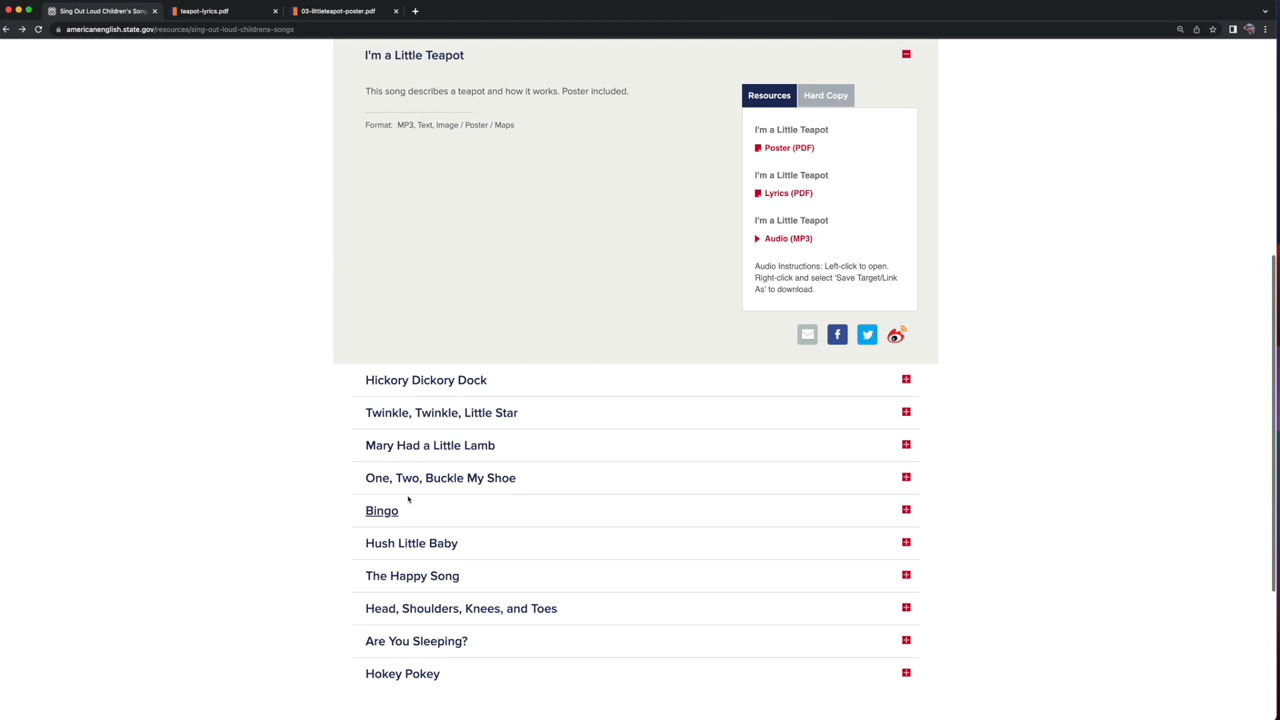 Sing Out Loud Children's Song
teapot-lyrics.pdf
03-littleteapot-poster.pdf
americanenglish.state.gov/resources/sing-out-loud-childrens-songs
I'm a Little Teapot
This song describes a teapot and how it works. Poster included.
Format: MP3, Text, Image / Poster / Maps
Resources
Hard Copy
I'm a Little Teapot
Poster (PDF)
I'm a Little Teapot
Lyrics (PDF)
I'm a Little Teapot
Audio (MP3)
Audio Instructions: Left-click to open.
Right-click and select 'Save Target/Link
As' to download.
Hickory Dickory Dock
Twinkle, Twinkle, Little Star
Mary Had a Little Lamb
One, Two, Buckle My Shoe
Bingo
Hush Little Baby
The Happy Song
Head, Shoulders, Knees, and Toes
Are You Sleeping?
Hokey Pokey